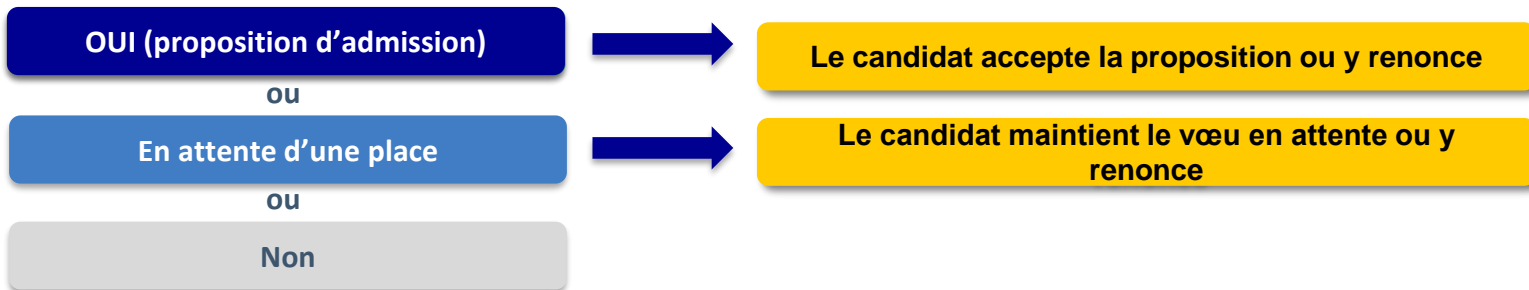 OUI (proposition d’admission)
Le candidat accepte la proposition ou y renonce
ou
En attente d’une place
Le candidat maintient le vœu en attente ou y
renonce
ou
Non